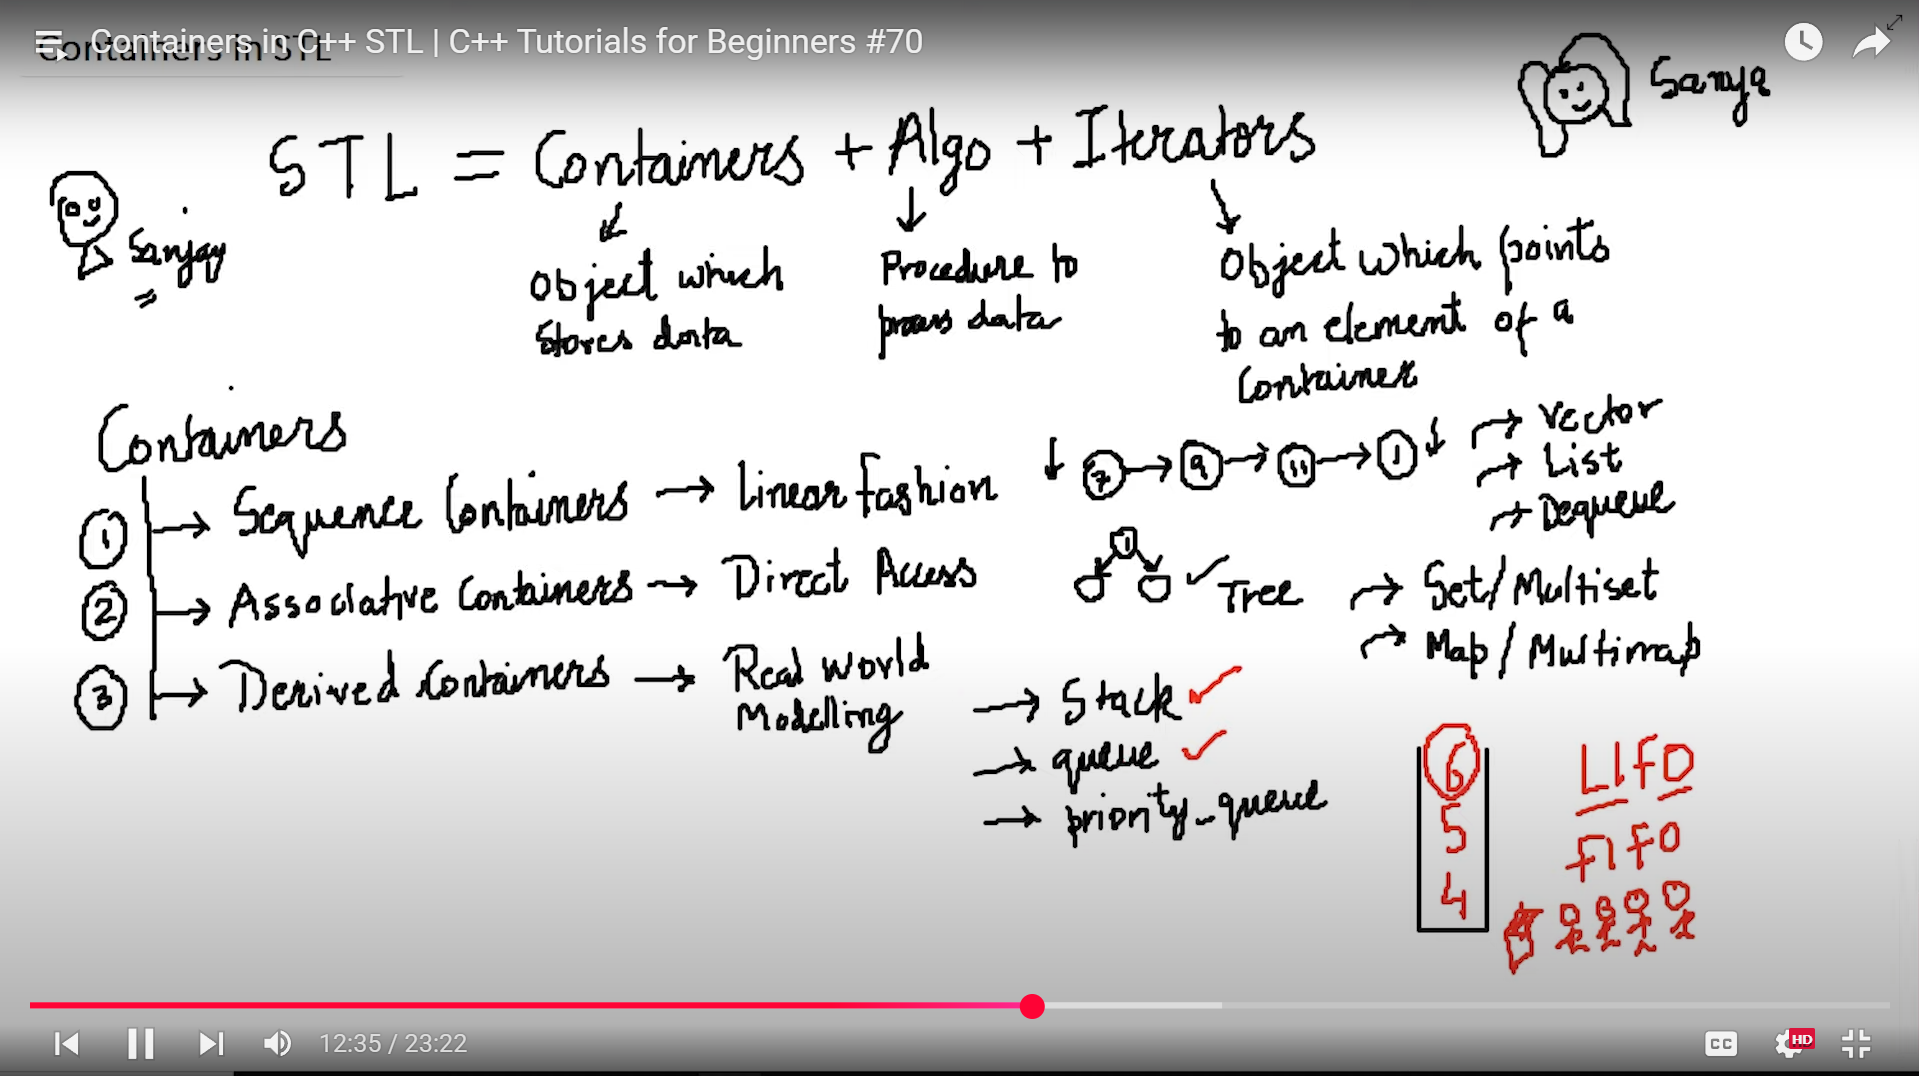 Containers in STL
Containers in C++ STL | C++ Tutorials for Beginners #70
Sanya
STL = Containers + Algo + Iterators
Sanjay
Object which
stores data
Procedure to
process data
Object which points
to an element of a
Container
Containers
1 → Sequence Containers → Linear fashion
7 → 9 → 11 → 1
→ Vector
→ List
→ Dequeue
2 → Associative Containers → Direct Access
1
✓ Tree
→ Set/Multiset
→ Map/Multimap
3 → Derived Containers → Real World
Modelling
→ Stack ✓
→ queue ✓
→ priority_queue
6
5
4
LIFO
FIFO
12:35 / 23:22
CC
HD